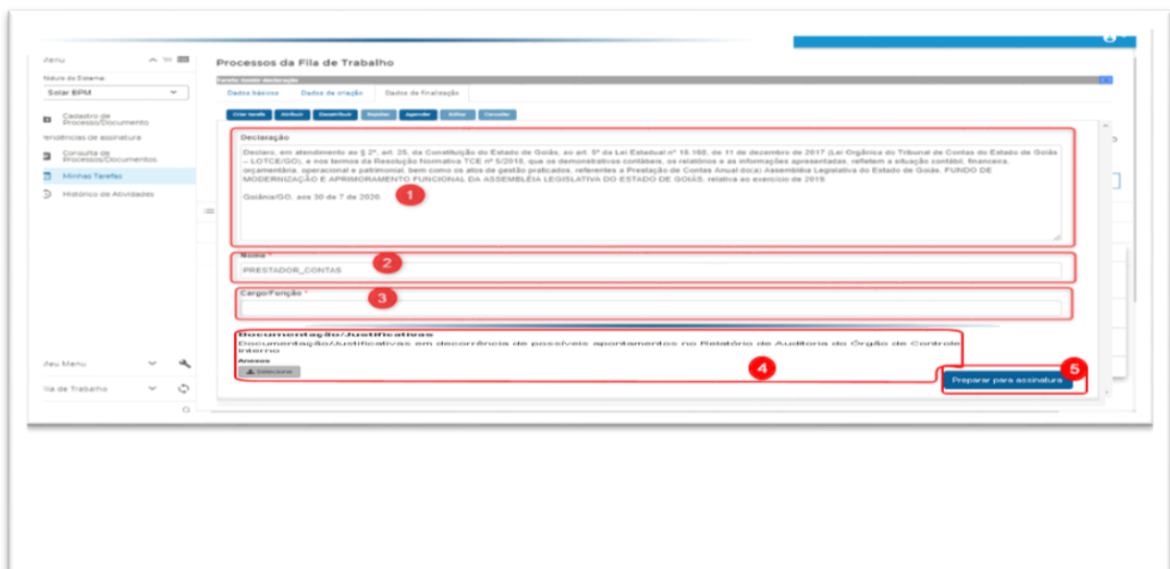 Menu
Processos da Fila de Trabalho
Tarefa: Emitir declaração
Solar BPM
Dados básicos Dados de criação Dados de finalização
Criar tarefa Atribuir Desatribuir Rejeitar Agendar Ativar Cancelar
Cadastro de
Processo/Documento
Pendências de assinatura
Consulta de
Processos/Documentos
Minhas Tarefas
Histórico de Atividades
Declaração
Declaro, em atendimento ao § 2º, art. 25, da Constituição do Estado de Goiás, ao art. 5º da Lei Estadual nº 16.168, de 11 de dezembro de 2017 (Lei Orgânica do Tribunal de Contas do Estado de Goiás
– LOTCE/GO), e nos termos da Resolução Normativa TCE nº 5/2018, que os demonstrativos contábeis, os relatórios e as informações apresentadas, refletem a situação contábil, financeira,
orçamentária, operacional e patrimonial, bem como os atos de gestão praticados, referentes a Prestação de Contas Anual do(a) Assembléia Legislativa do Estado de Goiás, FUNDO DE
MODERNIZAÇÃO E APRIMORAMENTO FUNCIONAL DA ASSEMBLÉIA LEGISLATIVA DO ESTADO DE GOIÁS, relativa ao exercício de 2019.
Goiânia/GO, aos 30 de 7 de 2020.
1
Nome *
2
PRESTADOR_CONTAS
Cargo/Função *
3
Documentação/Justificativas
Documentação/Justificativas em decorrência de possíveis apontamentos no Relatório de Auditoria do Órgão de Controle
Interno
Anexos
Selecione
4
5
Preparar para assinatura
Meu Menu
Fila de Trabalho